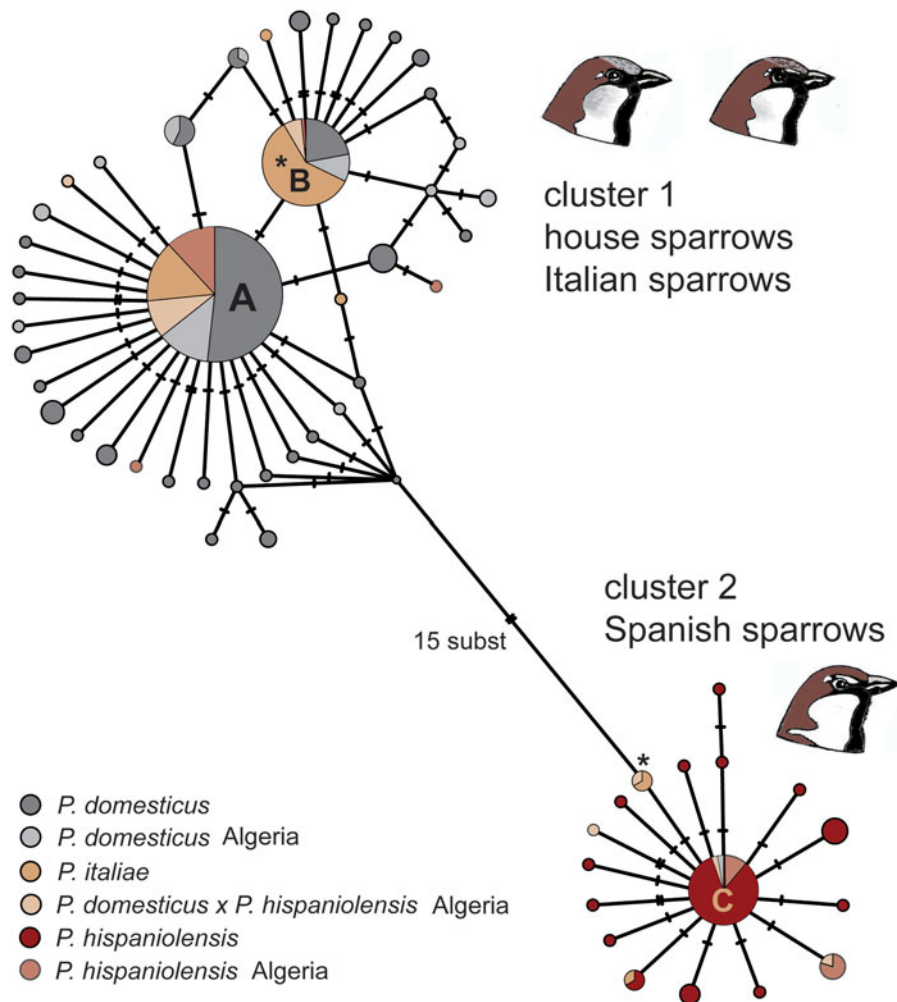 cluster 1
house sparrows
Italian sparrows
* B
A
15 subst
cluster 2
Spanish sparrows
*
C
P. domesticus
P. domesticus Algeria
P. italiae
P. domesticus x P. hispaniolensis Algeria
P. hispaniolensis
P. hispaniolensis Algeria